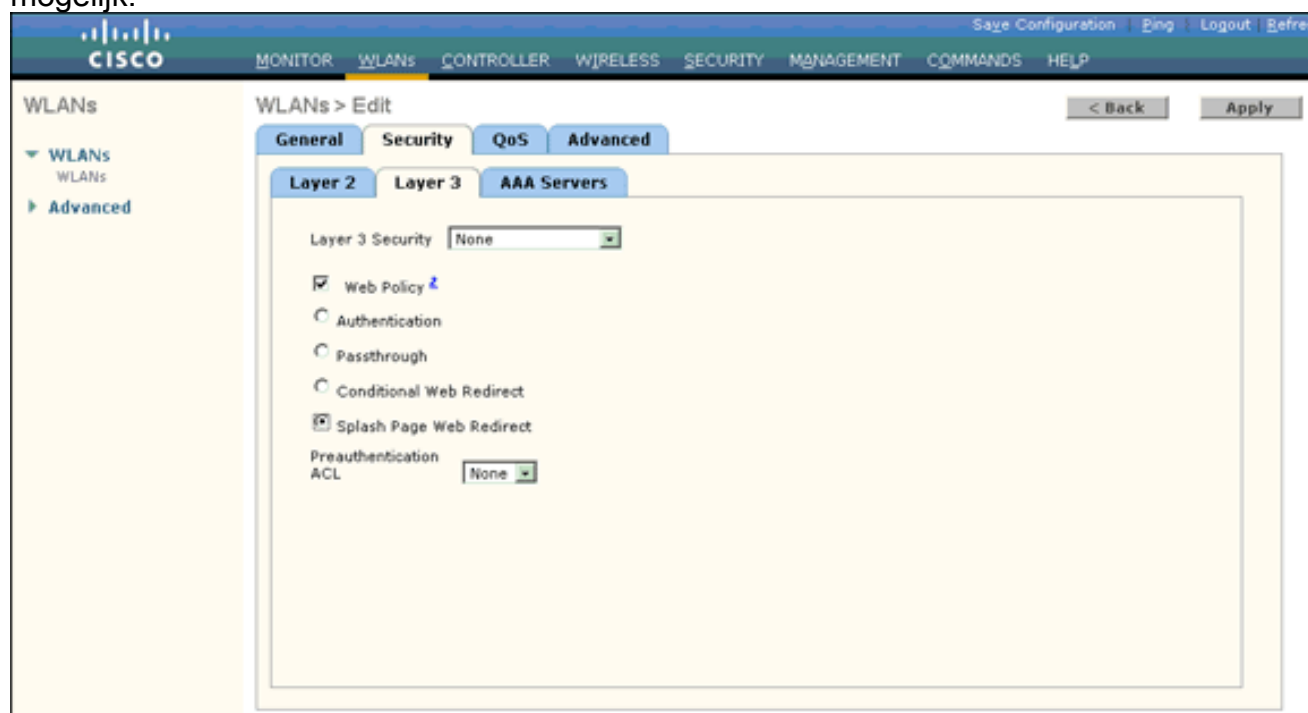 mogelijk.
Save Configuration | Ping | Logout | Refre
CISCO
MONITOR WLANs CONTROLLER WIRELESS SECURITY MANAGEMENT COMMANDS HELP
WLANs
WLANs
WLANs
Advanced
WLANs > Edit
< Back Apply
General Security QoS Advanced
Layer 2 Layer 3 AAA Servers
Layer 3 Security None
Web Policy 2
Authentication
Passthrough
Conditional Web Redirect
Splash Page Web Redirect
Preauthentication
ACL None